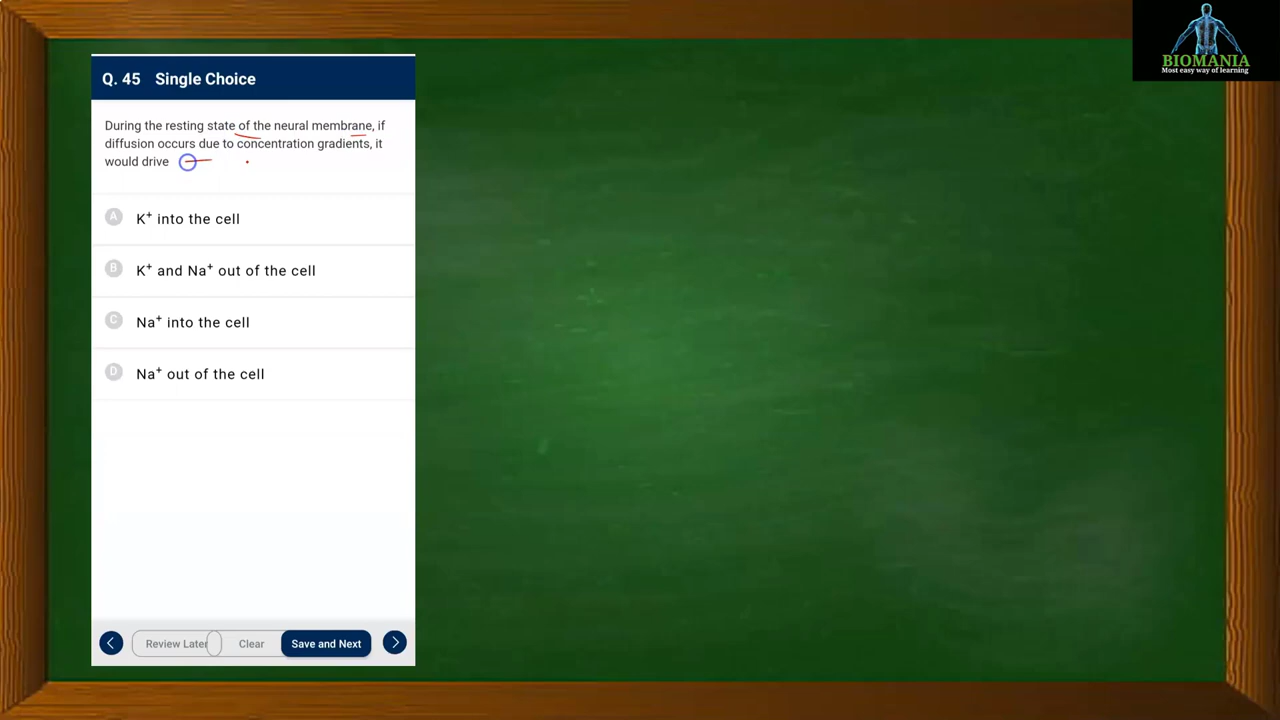 BIOMANIA
Most easy way of learning
Q. 45 Single Choice
During the resting state of the neural membrane, if
diffusion occurs due to concentration gradients, it
would drive
A K⁺ into the cell
B K⁺ and Na⁺ out of the cell
C Na⁺ into the cell
D Na⁺ out of the cell
Review Later Clear Save and Next